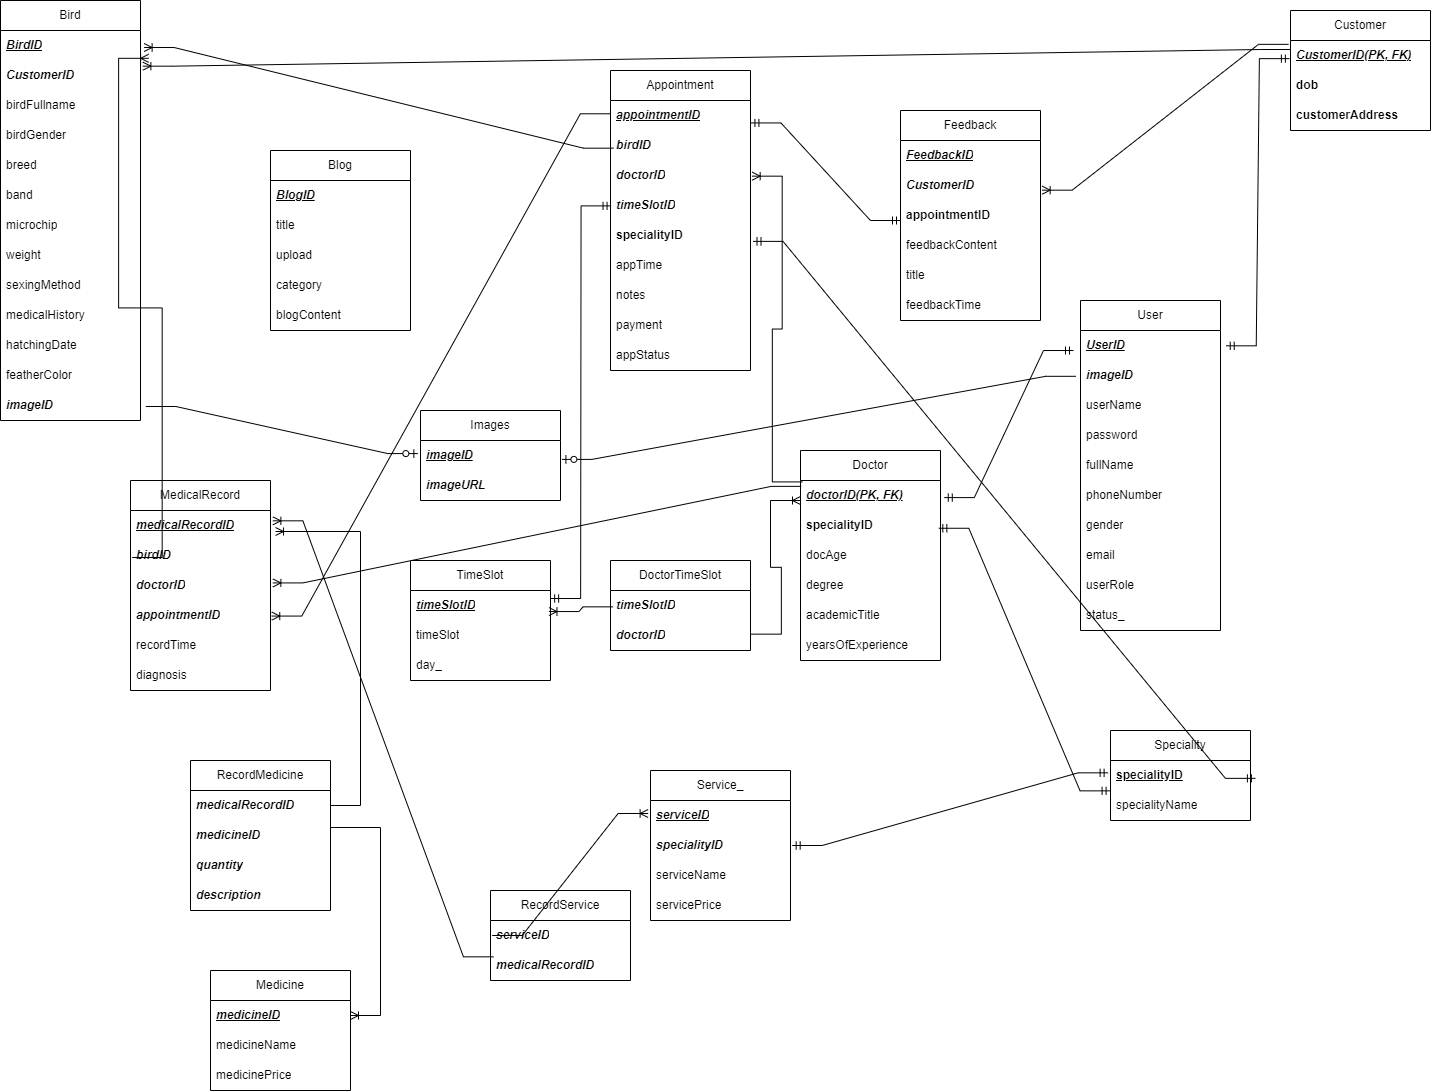 Bird
BirdID
CustomerID
birdFullname
birdGender
breed
band
microchip
weight
sexingMethod
medicalHistory
hatchingDate
featherColor
imageID
Blog
BlogID
title
upload
category
blogContent
Appointment
appointmentID
birdID
doctorID
timeSlotID
specialityID
appTime
notes
payment
appStatus
Feedback
FeedbackID
CustomerID
appointmentID
feedbackContent
title
feedbackTime
Customer
CustomerID(PK, FK)
dob
customerAddress
User
UserID
imageID
userName
password
fullName
phoneNumber
gender
email
userRole
status_
Images
imageID
imageURL
Doctor
doctorID(PK, FK)
specialityID
docAge
degree
academicTitle
yearsOfExperience
MedicalRecord
medicalRecordID
birdID
doctorID
appointmentID
recordTime
diagnosis
TimeSlot
timeSlotID
timeSlot
day_
DoctorTimeSlot
timeSlotID
doctorID
Speciality
specialityID
specialityName
RecordMedicine
medicalRecordID
medicineID
quantity
description
Service_
serviceID
specialityID
serviceName
servicePrice
RecordService
serviceID
medicalRecordID
Medicine
medicineID
medicineName
medicinePrice